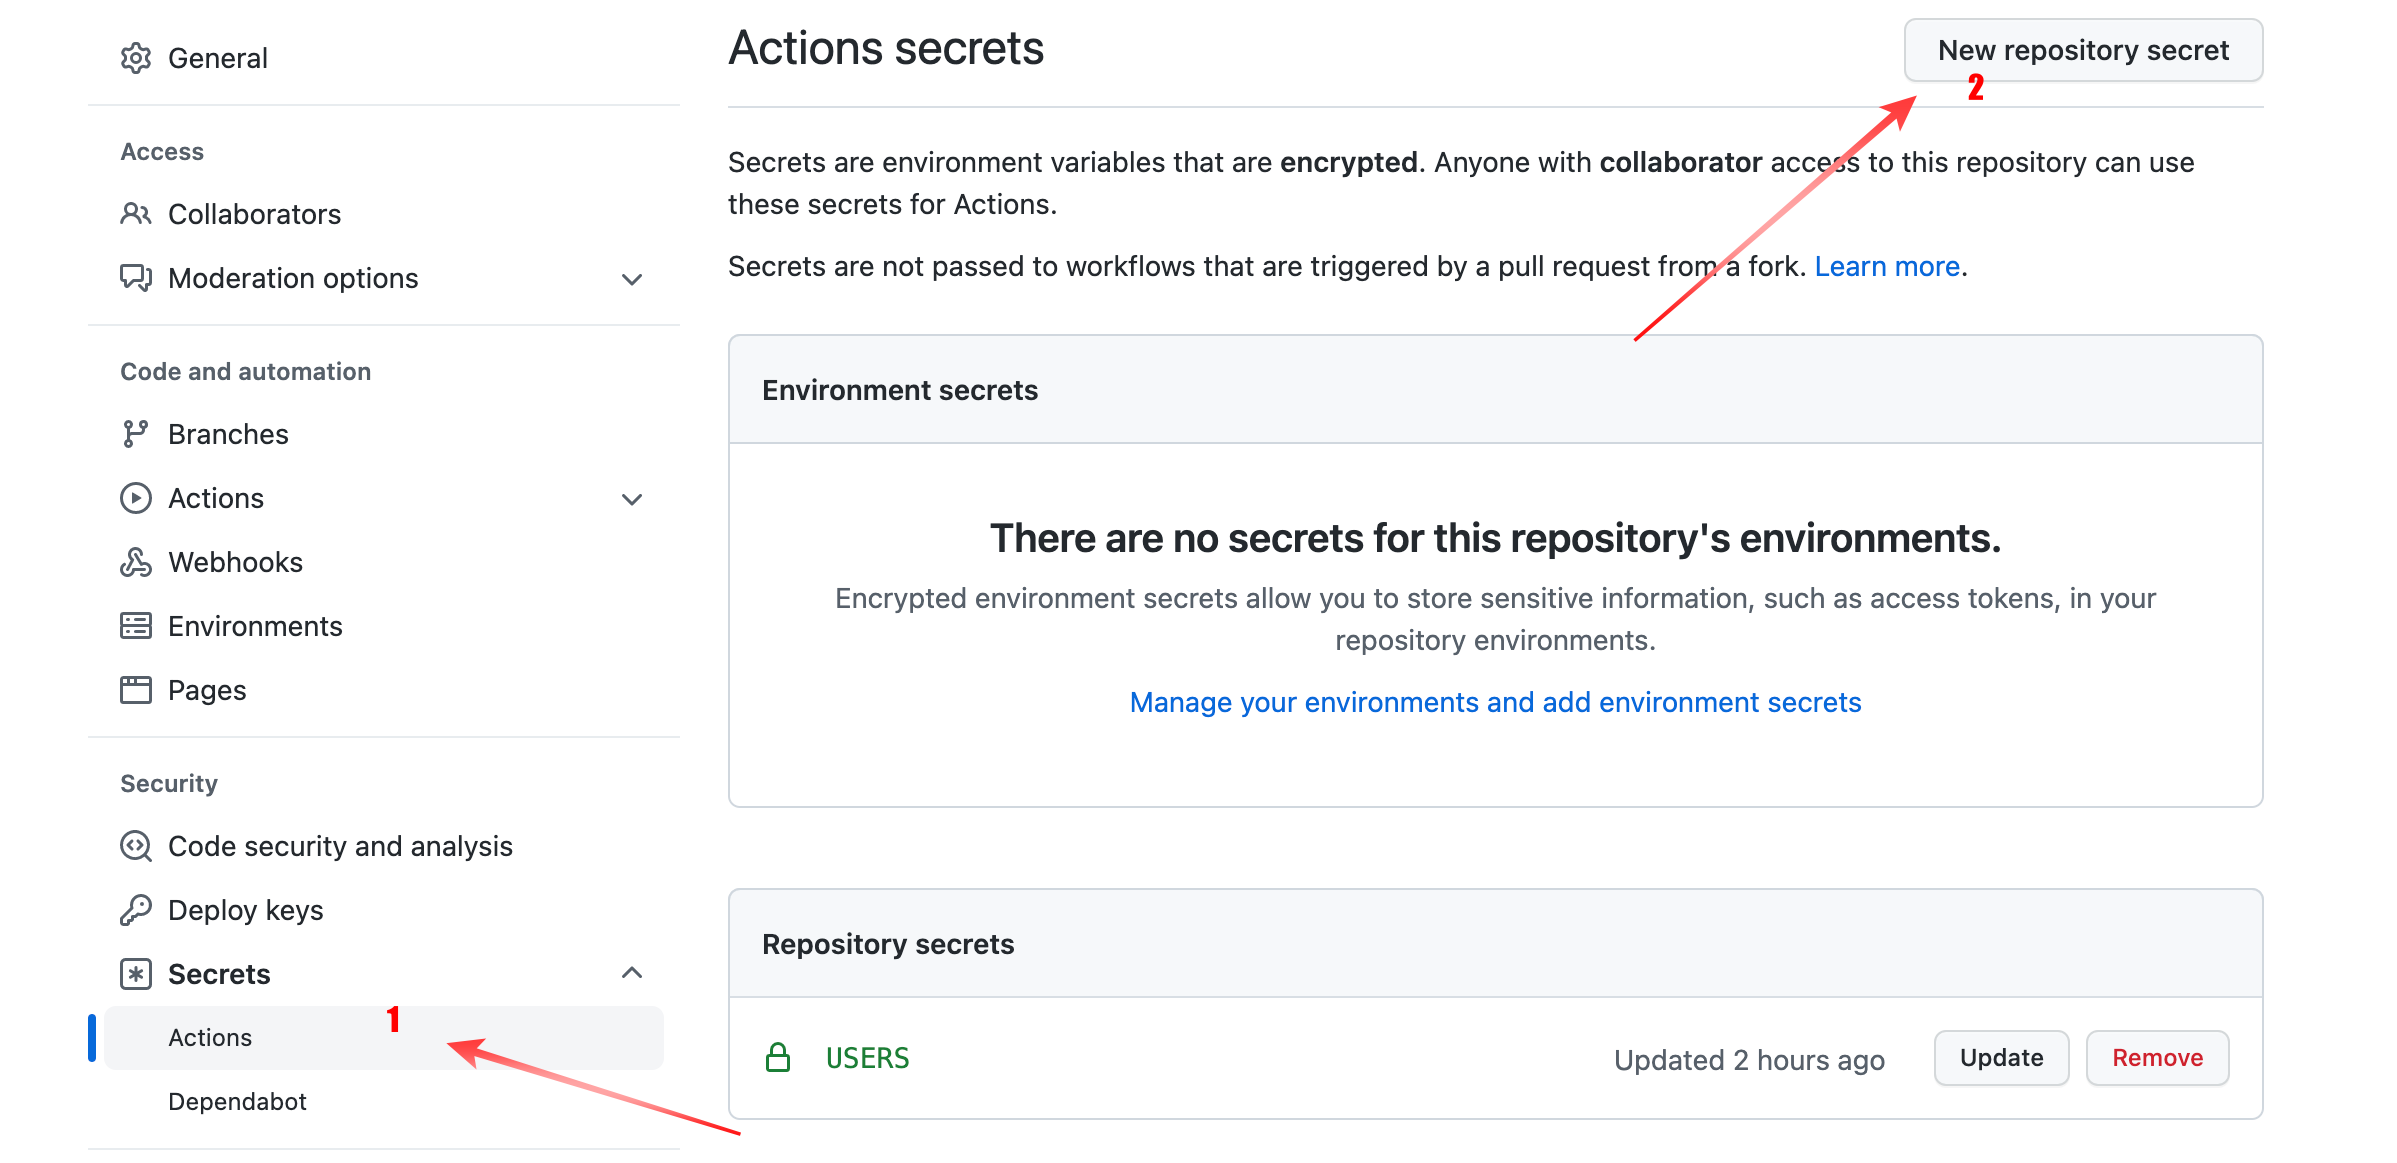 General
Access
Collaborators
Moderation options
Code and automation
Branches
Actions
Webhooks
Environments
Pages
Security
Code security and analysis
Deploy keys
Secrets
1
Actions
Dependabot
Actions secrets
New repository secret
2
Secrets are environment variables that are encrypted. Anyone with collaborator access to this repository can use
these secrets for Actions.
Secrets are not passed to workflows that are triggered by a pull request from a fork. Learn more.
Environment secrets
There are no secrets for this repository's environments.
Encrypted environment secrets allow you to store sensitive information, such as access tokens, in your
repository environments.
Manage your environments and add environment secrets
Repository secrets
USERS
Updated 2 hours ago
Update
Remove